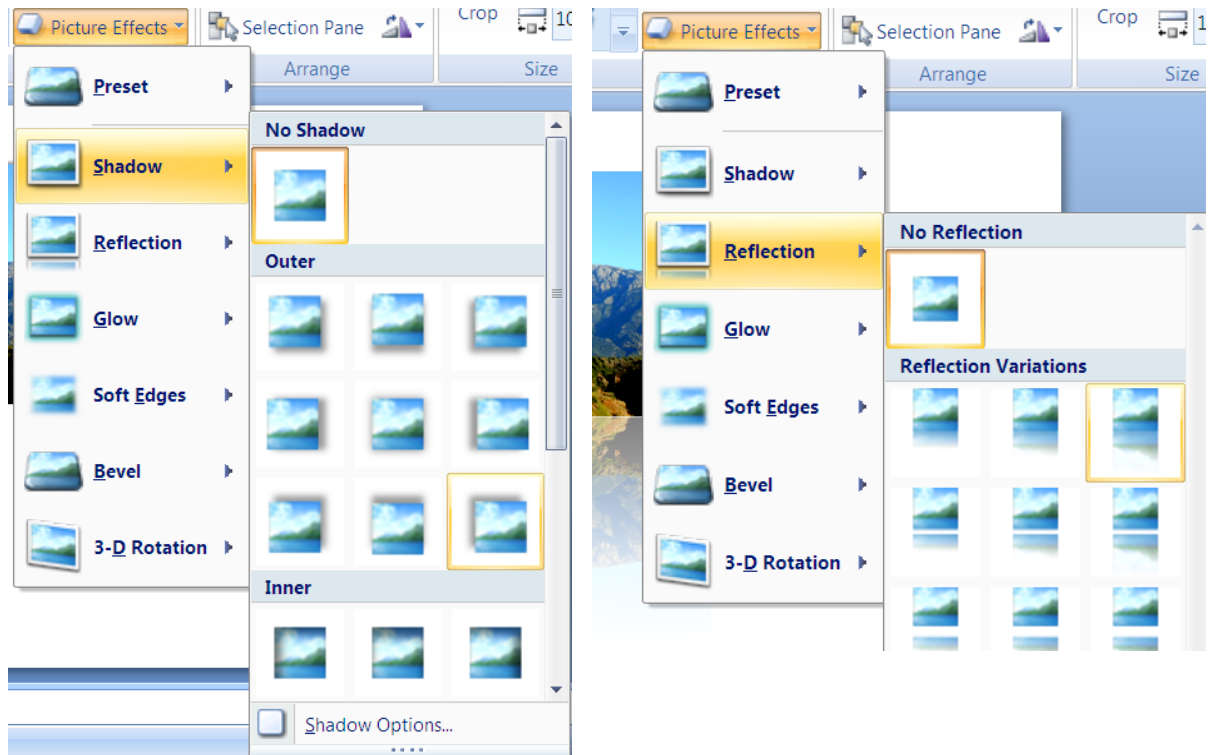 Picture Effects
Selection Pane
Crop
10
Arrange
Size
Preset
Shadow
Reflection
Glow
Soft Edges
Bevel
3-D Rotation
No Shadow
Outer
Inner
Shadow Options...
Picture Effects
Selection Pane
Crop
1
Arrange
Size
Preset
Shadow
Reflection
Glow
Soft Edges
Bevel
3-D Rotation
No Reflection
Reflection Variations